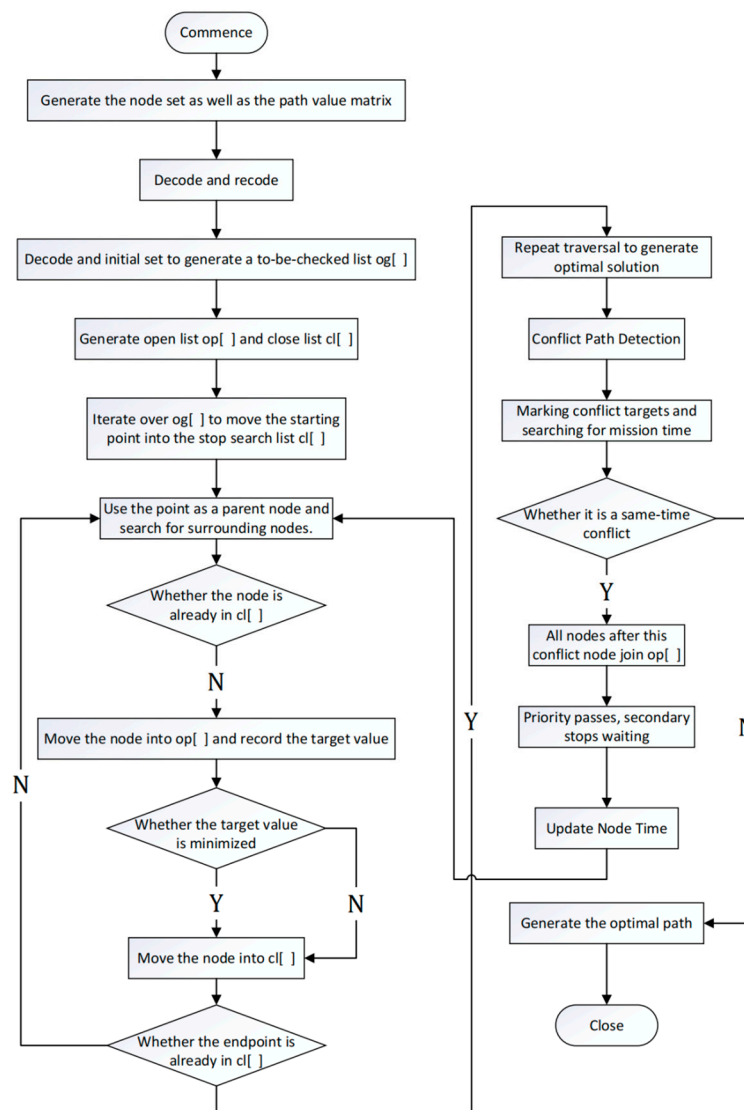 Commence
Generate the node set as well as the path value matrix
Decode and recode
Decode and initial set to generate a to-be-checked list og[ ]
Generate open list op[ ] and close list cl[ ]
Iterate over og[ ] to move the starting
point into the stop search list cl[ ]
Use the point as a parent node and
search for surrounding nodes.
Whether the node is
already in cl[ ]
N
Move the node into op[ ] and record the target value
N
Whether the target value
is minimized
Y
N
Move the node into cl[ ]
Whether the endpoint is
already in cl[ ]
Y
Repeat traversal to generate
optimal solution
Conflict Path Detection
Marking conflict targets and
searching for mission time
Whether it is a same-time
conflict
Y
All nodes after this
conflict node join op[ ]
Priority passes, secondary
stops waiting
N
Update Node Time
Generate the optimal path
Close